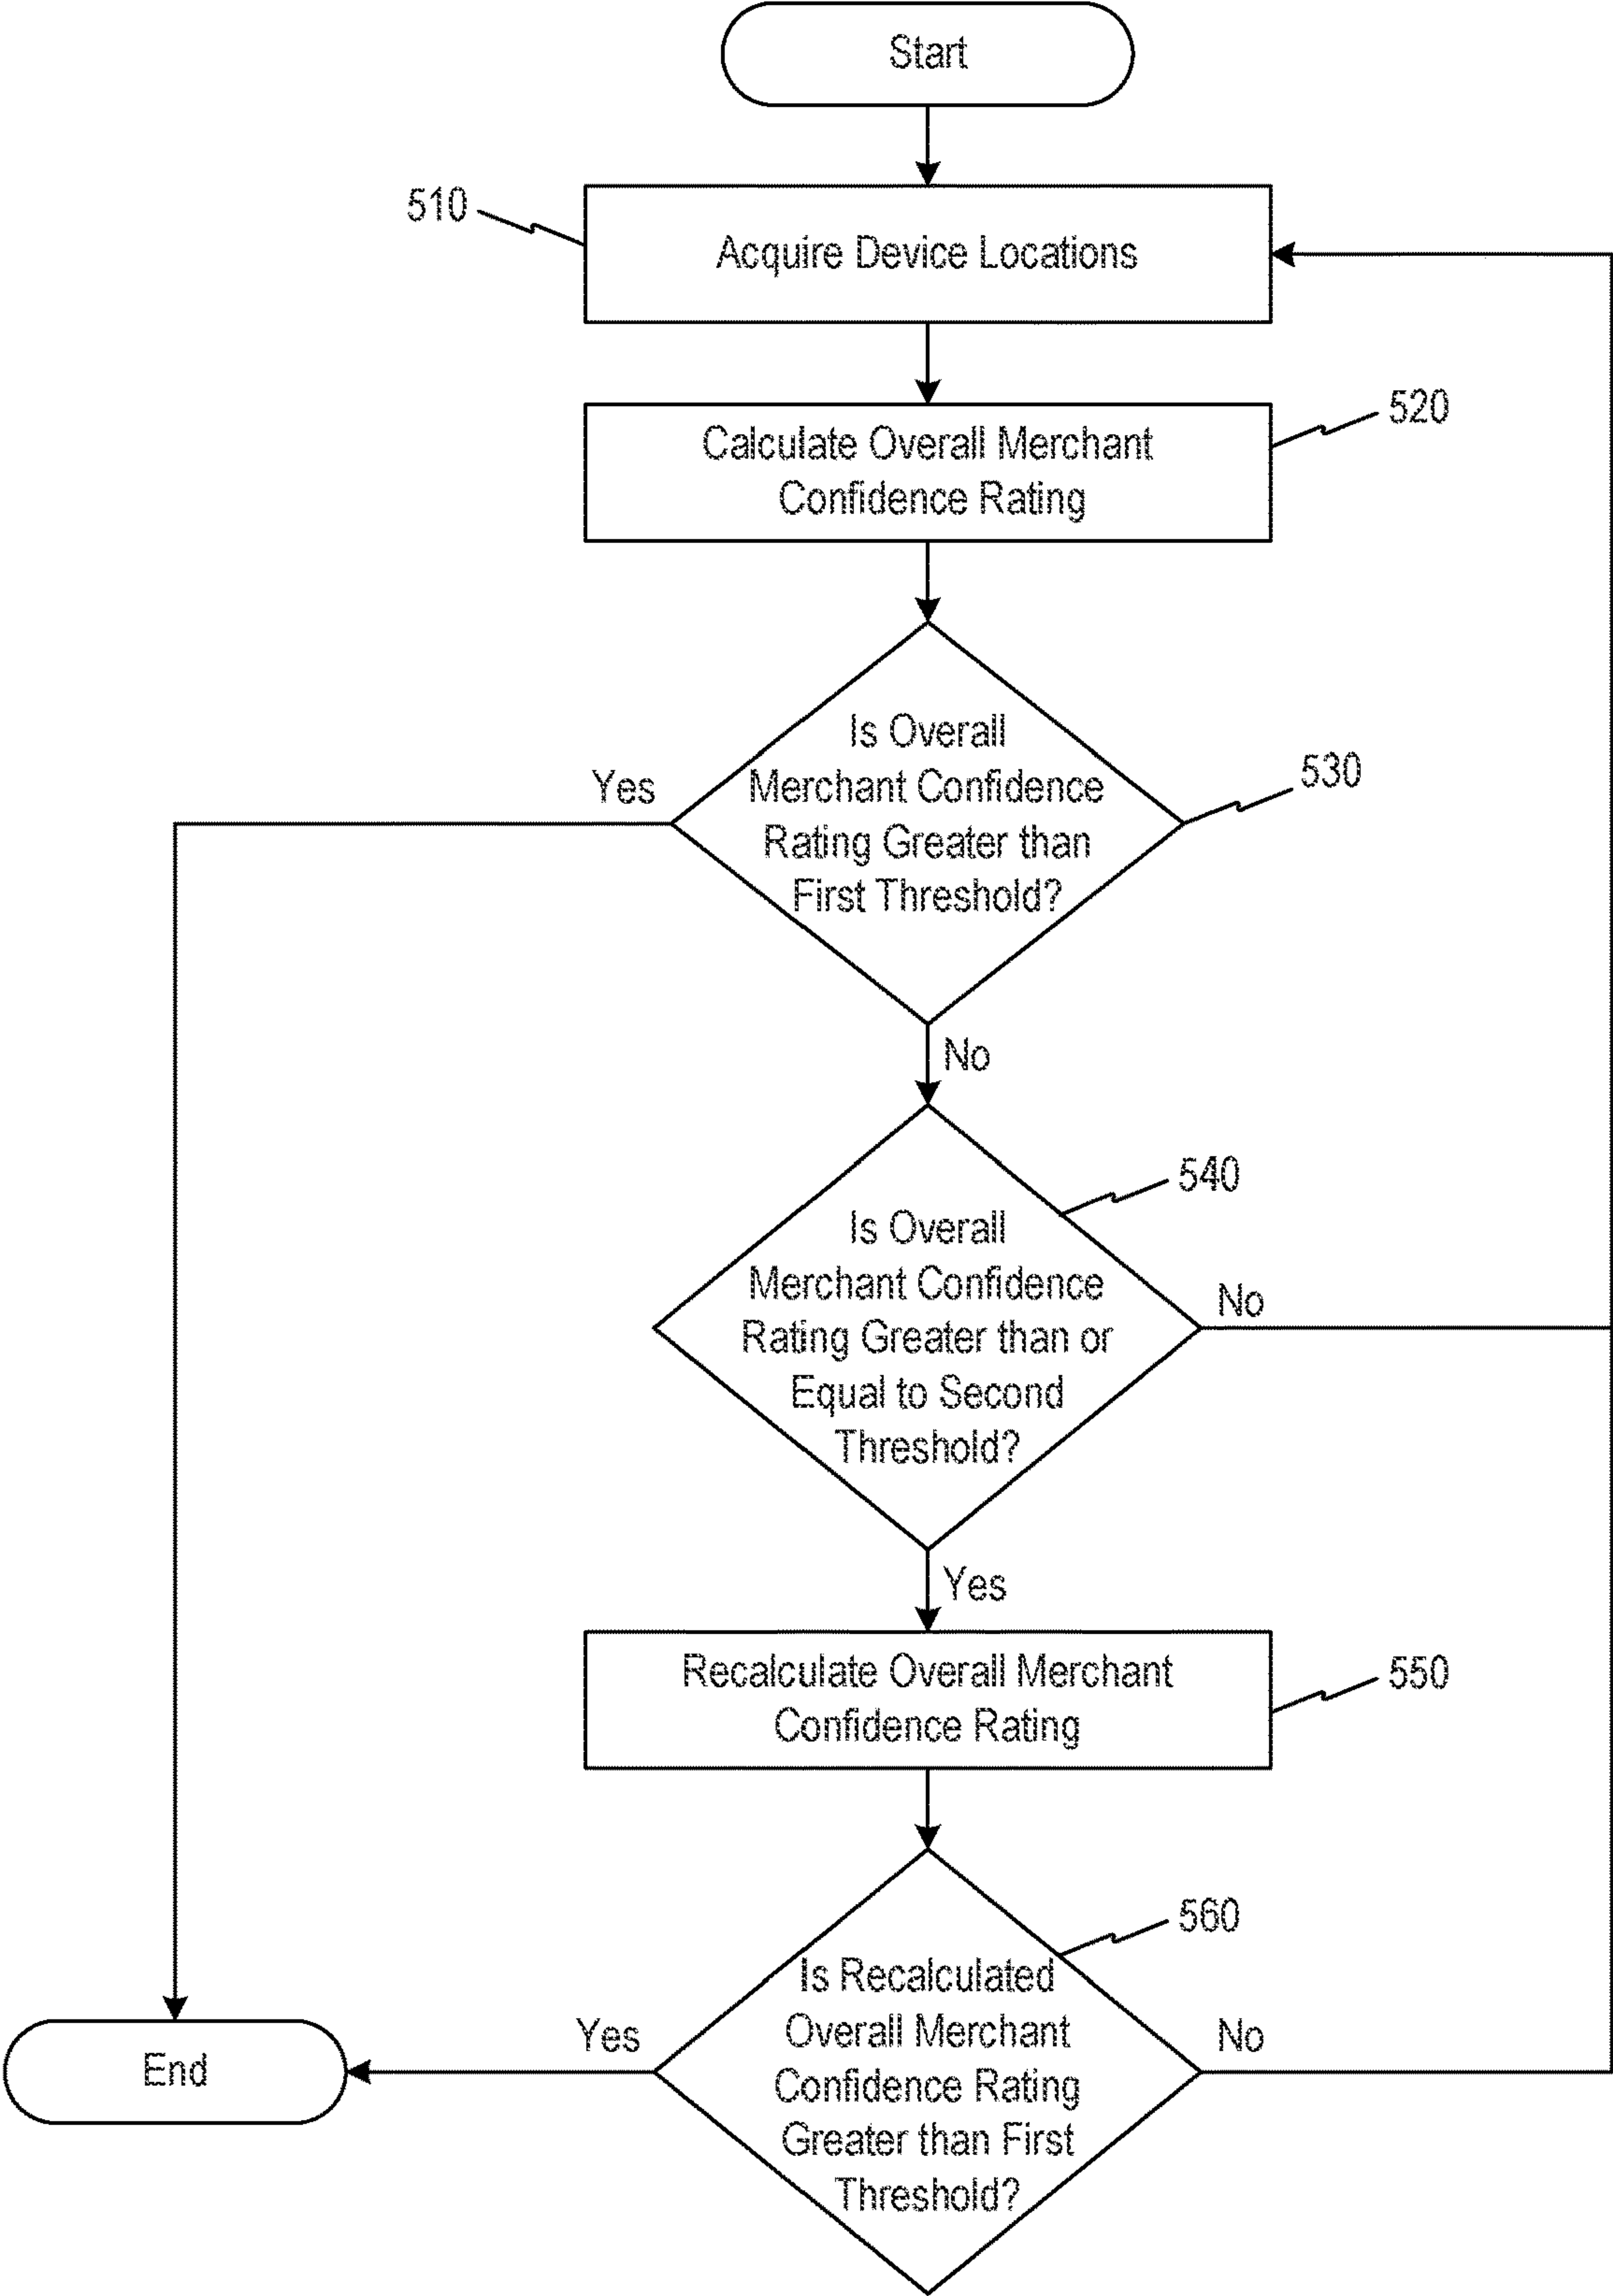 Start
510
Acquire Device Locations
520
Calculate Overall Merchant
Confidence Rating
530
Is Overall
Merchant Confidence
Rating Greater than
First Threshold?
Yes
No
540
Is Overall
Merchant Confidence
Rating Greater than or
Equal to Second
Threshold?
No
Yes
550
Recalculate Overall Merchant
Confidence Rating
560
Is Recalculated
Overall Merchant
Confidence Rating
Greater than First
Threshold?
Yes
No
End